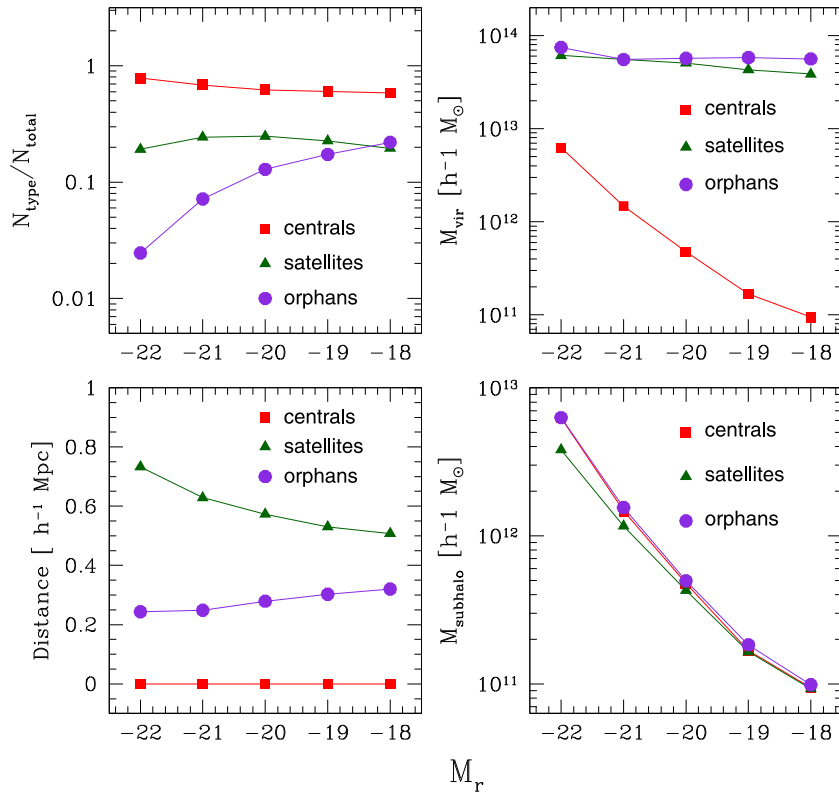 1
0.1
0.01
N_type/N_total
centrals
satellites
orphans
−22 −21 −20 −19 −18
10^14
10^13
10^12
10^11
M_vir [h^−1 M_⊙]
centrals
satellites
orphans
−22 −21 −20 −19 −18
1
0.8
0.6
0.4
0.2
0
Distance [ h^−1 Mpc]
centrals
satellites
orphans
−22 −21 −20 −19 −18
10^13
10^12
10^11
M_subhalo [h^−1 M_⊙]
centrals
satellites
orphans
−22 −21 −20 −19 −18
M_r